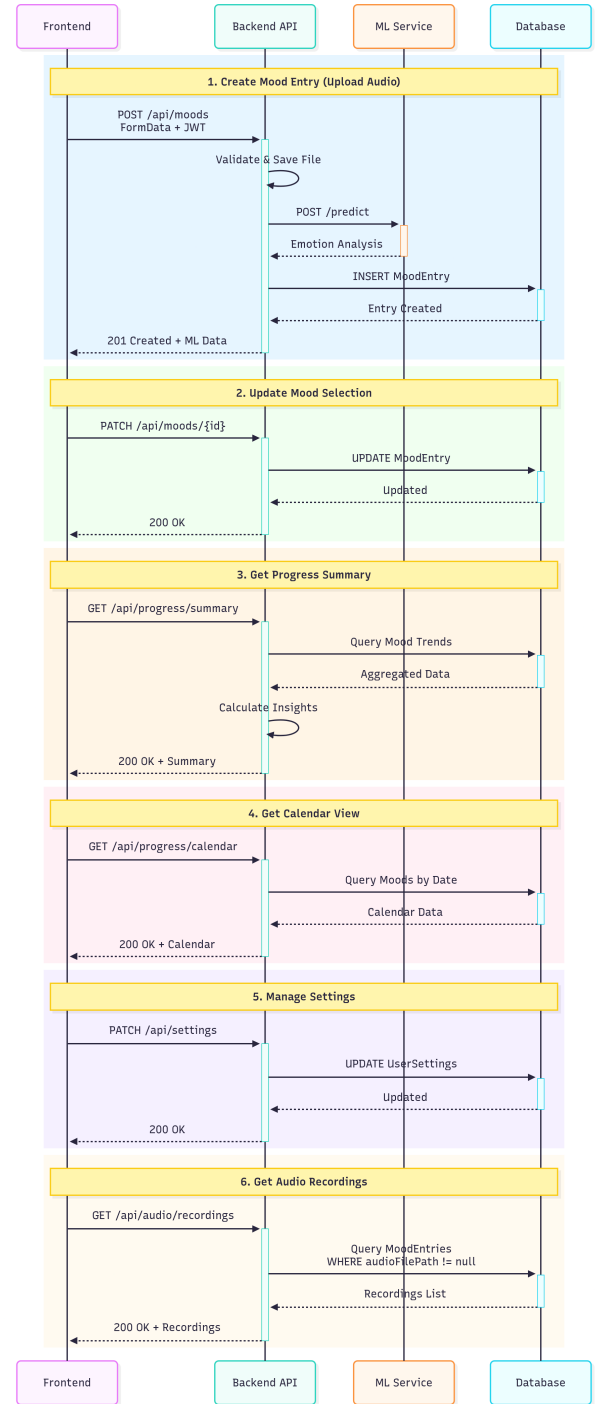 Frontend
Backend API
ML Service
Database
1. Create Mood Entry (Upload Audio)
POST /api/moods
FormData + JWT
Validate & Save File
POST /predict
Emotion Analysis
INSERT MoodEntry
Entry Created
201 Created + ML Data
2. Update Mood Selection
PATCH /api/moods/{id}
UPDATE MoodEntry
Updated
200 OK
3. Get Progress Summary
GET /api/progress/summary
Query Mood Trends
Aggregated Data
Calculate Insights
200 OK + Summary
4. Get Calendar View
GET /api/progress/calendar
Query Moods by Date
Calendar Data
200 OK + Calendar
5. Manage Settings
PATCH /api/settings
UPDATE UserSettings
Updated
200 OK
6. Get Audio Recordings
GET /api/audio/recordings
Query MoodEntries
WHERE audioFilePath != null
Recordings List
200 OK + Recordings
Frontend
Backend API
ML Service
Database